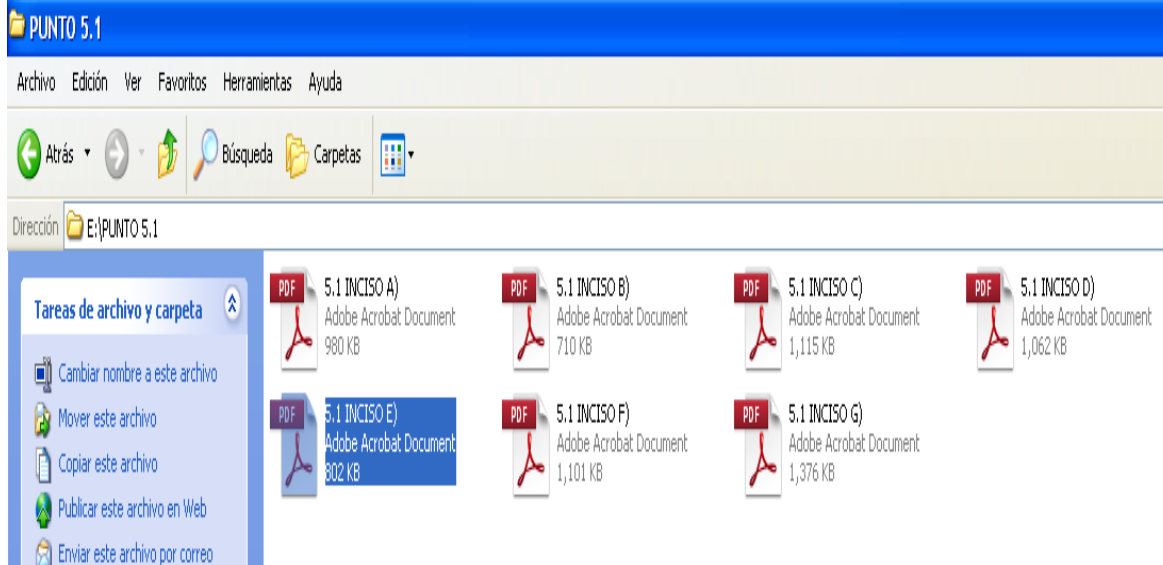 PUNTO 5.1
Archivo Edición Ver Favoritos Herramientas Ayuda
Atrás Búsqueda Carpetas
Dirección E:\PUNTO 5.1
Tareas de archivo y carpeta
Cambiar nombre a este archivo
Mover este archivo
Copiar este archivo
Publicar este archivo en Web
Enviar este archivo por correo
PDF
5.1 INCISO A)
Adobe Acrobat Document
980 KB
PDF
5.1 INCISO B)
Adobe Acrobat Document
710 KB
PDF
5.1 INCISO C)
Adobe Acrobat Document
1,115 KB
PDF
5.1 INCISO D)
Adobe Acrobat Document
1,062 KB
PDF
5.1 INCISO E)
Adobe Acrobat Document
802 KB
PDF
5.1 INCISO F)
Adobe Acrobat Document
1,101 KB
PDF
5.1 INCISO G)
Adobe Acrobat Document
1,376 KB